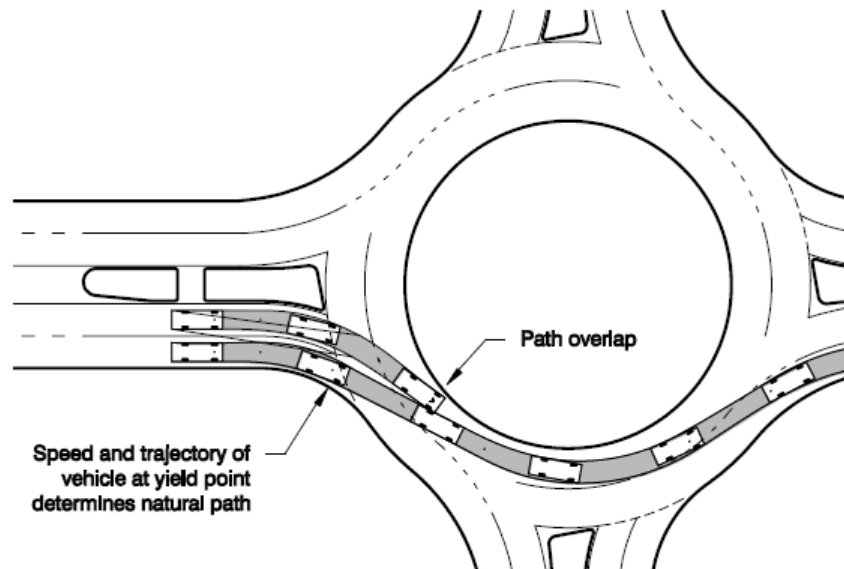 Path overlap
Speed and trajectory of
vehicle at yield point
determines natural path